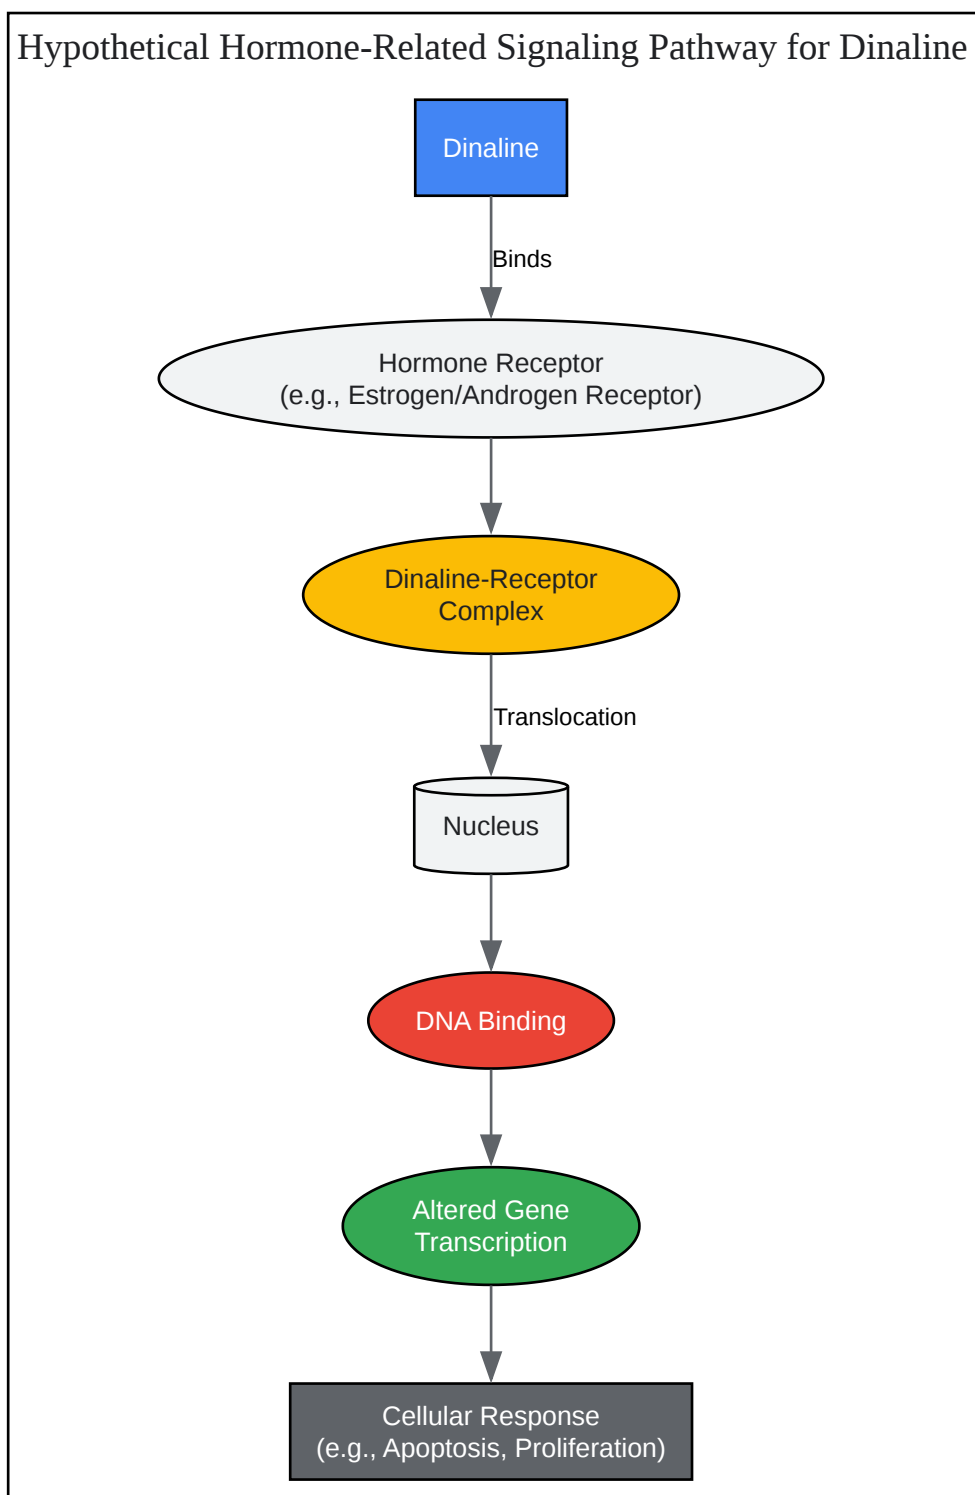 Hypothetical Hormone-Related Signaling Pathway for Dinaline
Dinaline
Binds
Hormone Receptor
(e.g., Estrogen/Androgen Receptor)
Dinaline-Receptor
Complex
Translocation
Nucleus
DNA Binding
Altered Gene
Transcription
Cellular Response
(e.g., Apoptosis, Proliferation)